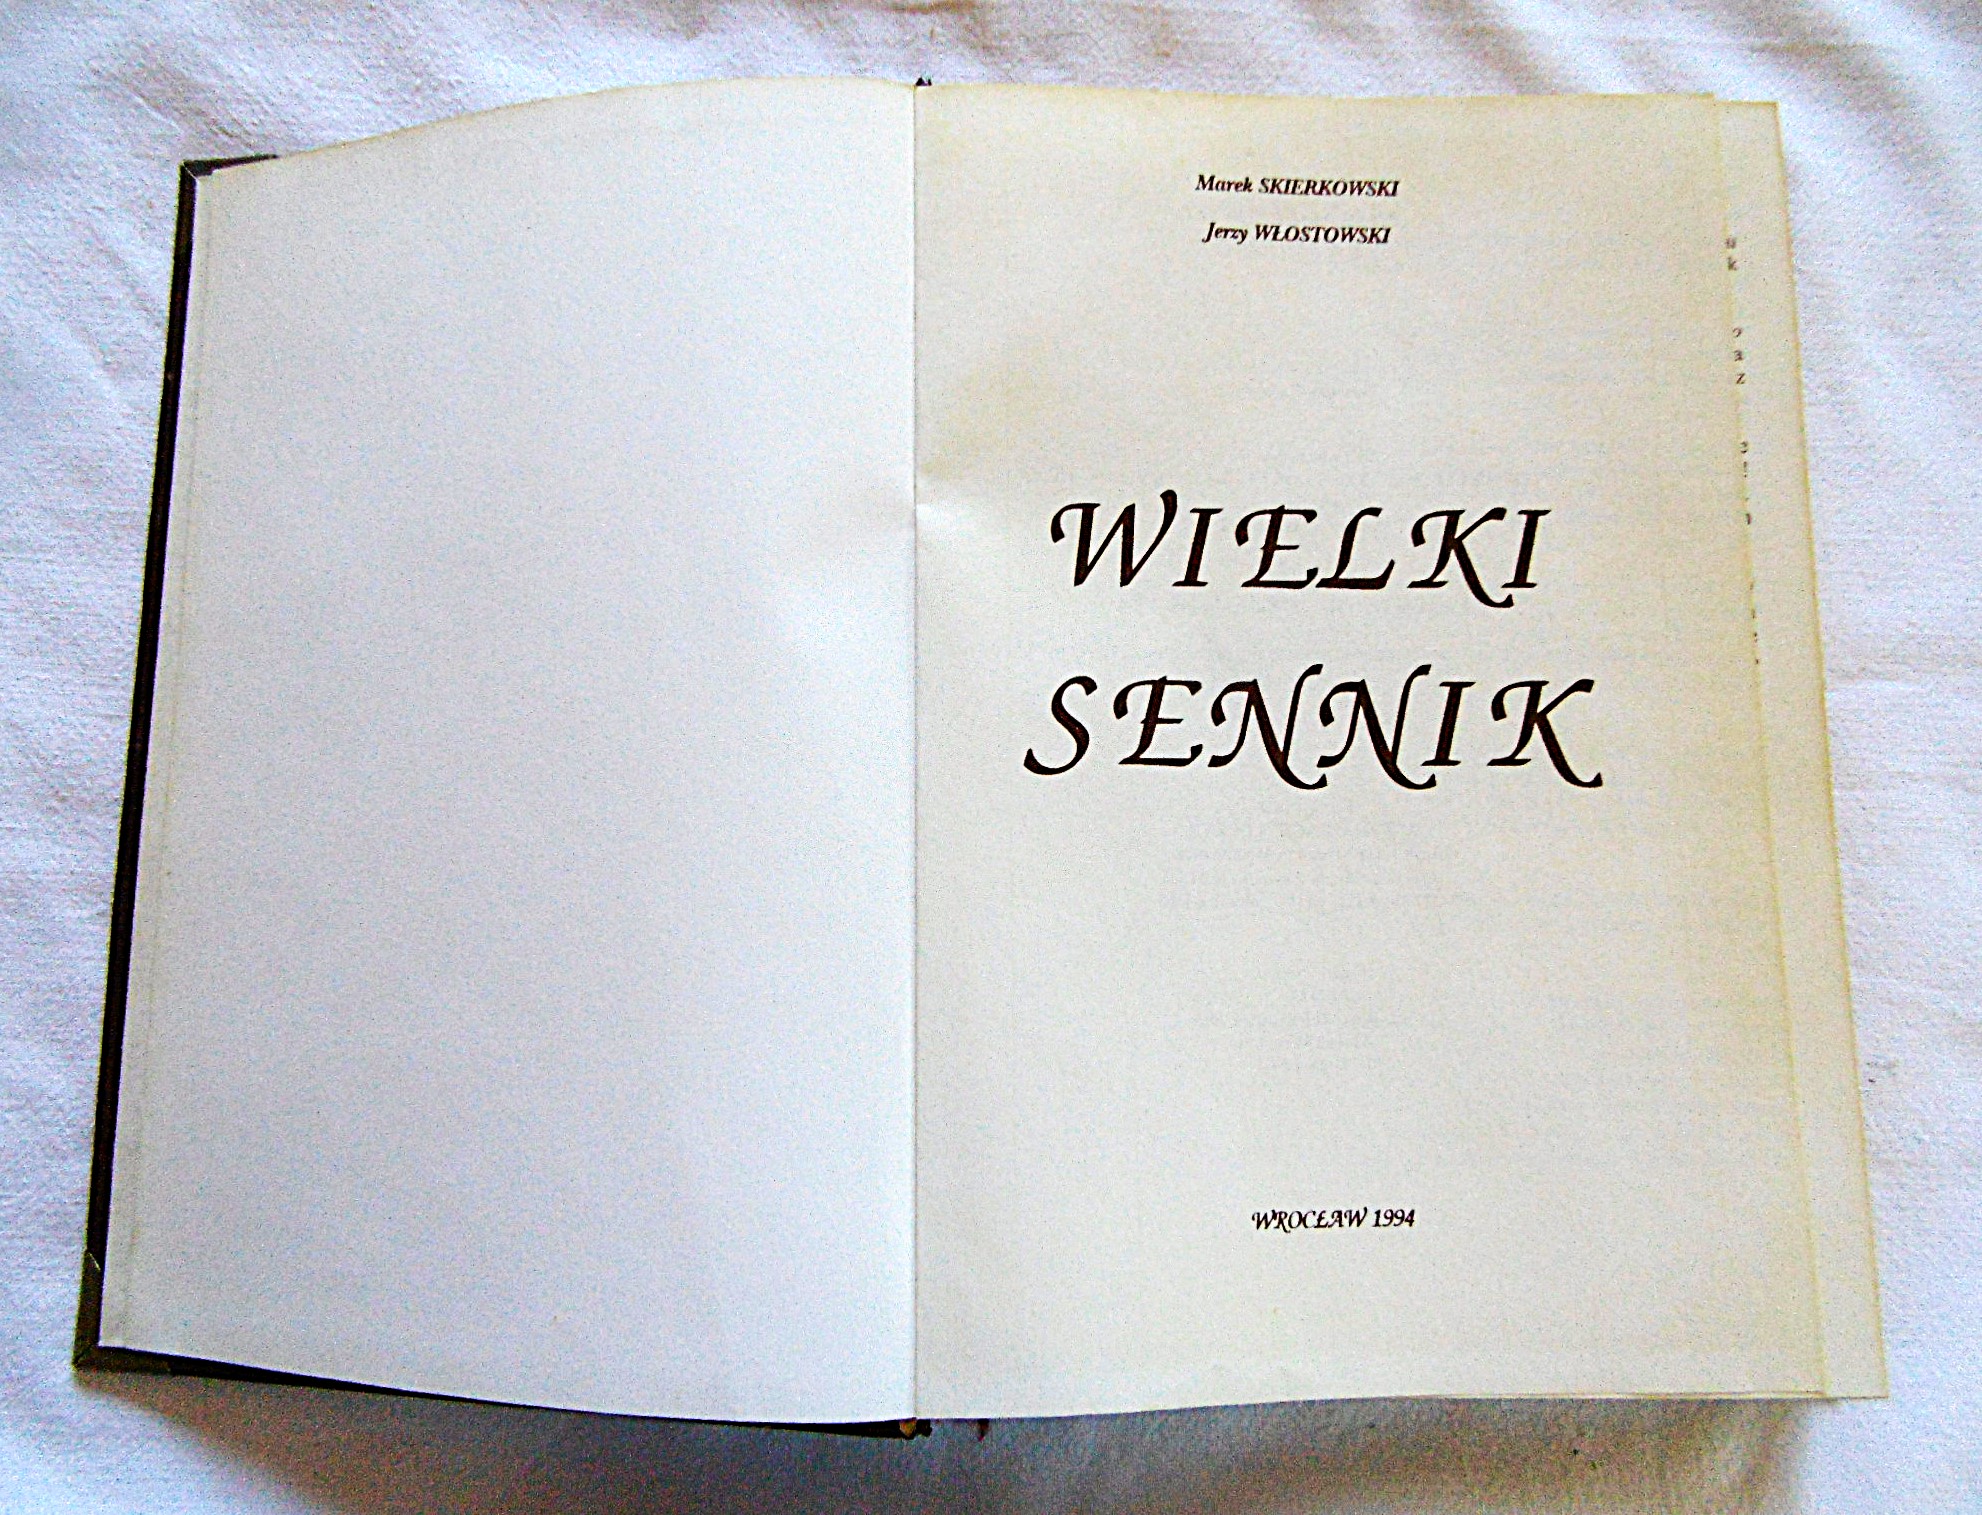 Marek SKIERKOWSKI
Jerzy WŁOSTOWSKI
WIELKI
SENNIK
WROCŁAW 1994